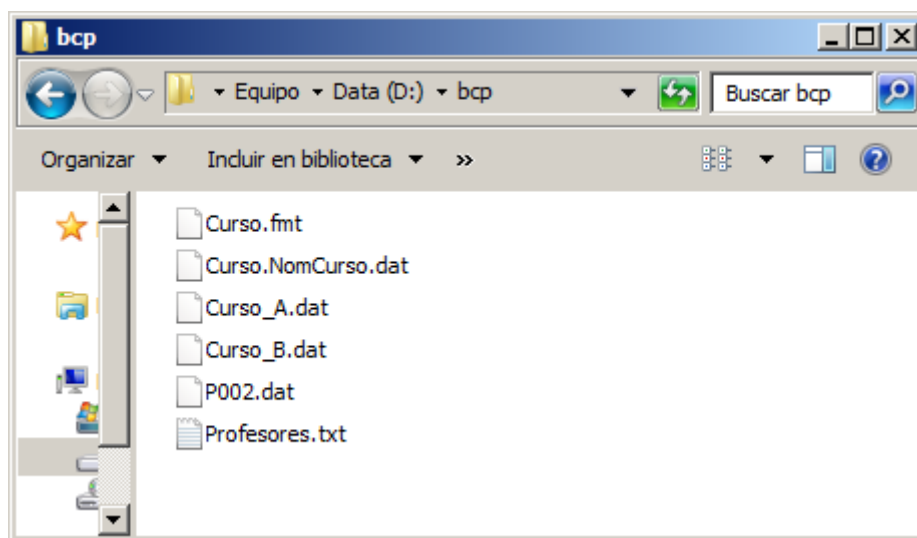 bcp
Equipo Data (D:) bcp Buscar bcp
Organizar Incluir en biblioteca »
Curso.fmt
Curso.NomCurso.dat
Curso_A.dat
Curso_B.dat
P002.dat
Profesores.txt